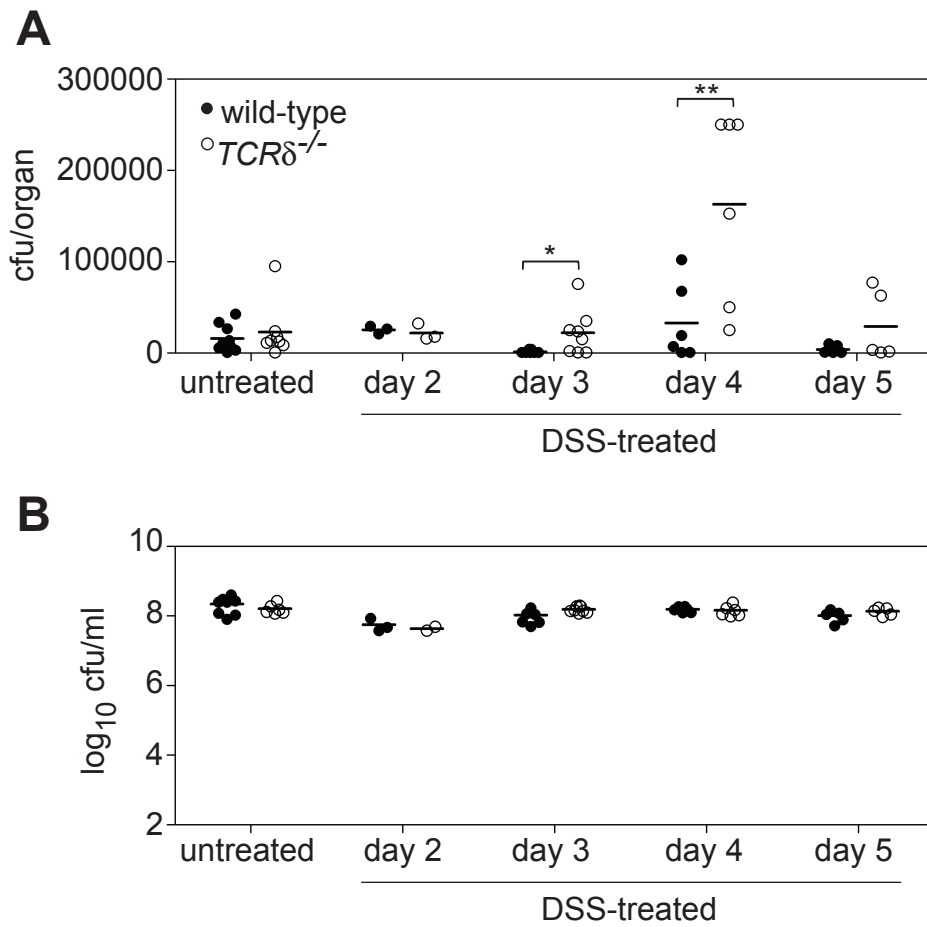 A
300000
200000
100000
0
cfu/organ
wild-type
TCRδ-/-
*
**
untreated day 2 day 3 day 4 day 5
DSS-treated
B
10
8
6
4
2
log10 cfu/ml
untreated day 2 day 3 day 4 day 5
DSS-treated